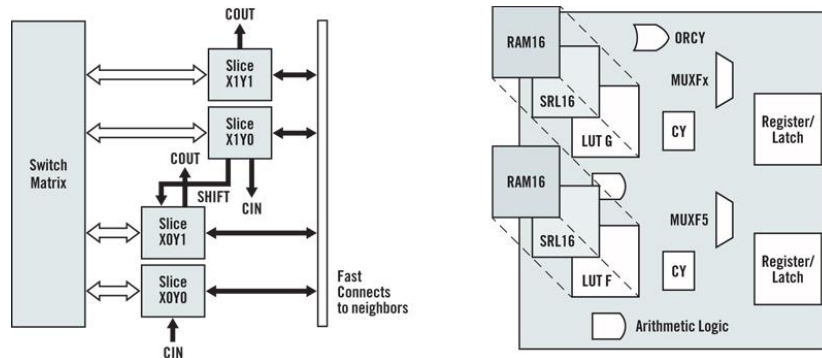 COUT
Slice
X1Y1
Slice
X1Y0
COUT
SHIFT
CIN
Switch
Matrix
Slice
X0Y1
Slice
X0Y0
CIN
Fast
Connects
to neighbors
RAM16
ORCY
MUXFx
SRL16
LUT G
CY
Register/
Latch
RAM16
MUXF5
SRL16
LUT F
CY
Register/
Latch
Arithmetic Logic